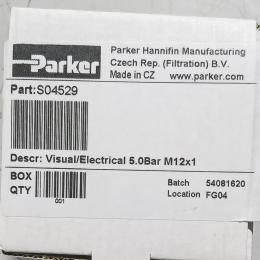 Parker
Parker Hannifin Manufacturing
Czech Rep. (Filtration) B.V.
Made in CZ www.parker.com
Part:S04529
Descr: Visual/Electrical 5.0Bar M12x1
BOX
QTY
001
Batch 54081620
Location FG04